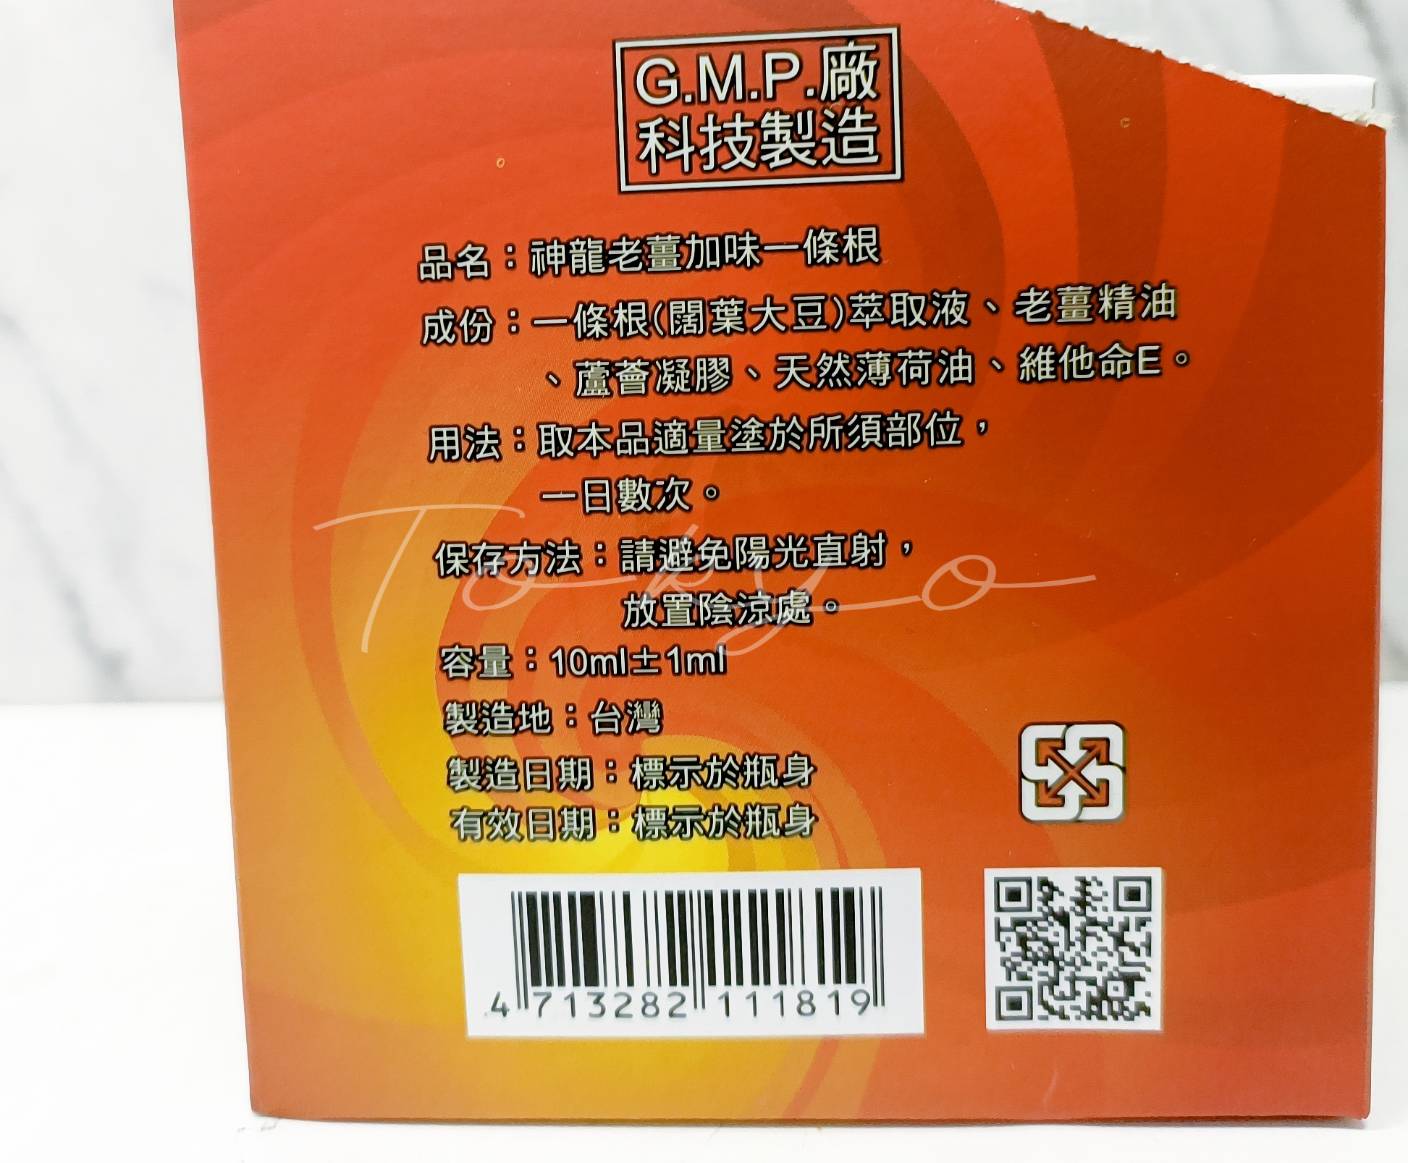 G.M.P.廠
科技製造
品名：神龍老薑加味一條根
成份：一條根(闊葉大豆)萃取液、老薑精油
、蘆薈凝膠、天然薄荷油、維他命E。
用法：取本品適量塗於所須部位，
一日數次。
保存方法：請避免陽光直射，
放置陰涼處。
Tokyo
容量：10ml±1ml
製造地：台灣
製造日期：標示於瓶身
有效日期：標示於瓶身
4 713282 111819